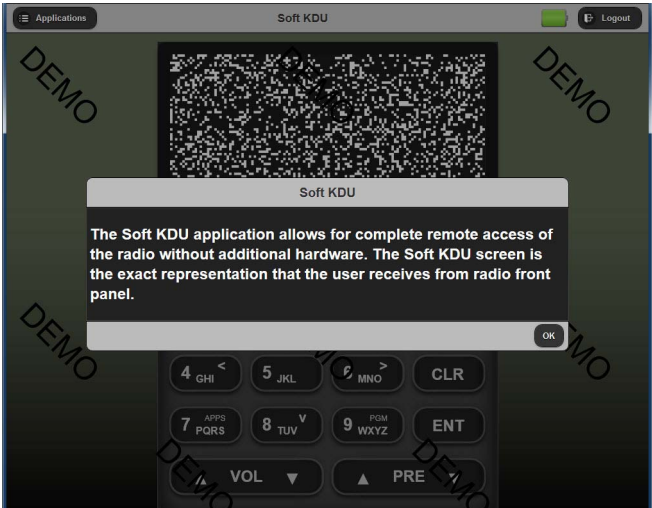 Applications Soft KDU Logout
DEMO DEMO DEMO
Soft KDU
The Soft KDU application allows for complete remote access of
the radio without additional hardware. The Soft KDU screen is
the exact representation that the user receives from radio front
panel.
OK
DEMO DEMO
4 GHI < 5 JKL 6 MNO > CLR
7 APPS PQRS 8 TUV V 9 PGM WXYZ ENT
DEMO DEMO
▲ VOL ▼ ▲ PRE ▼